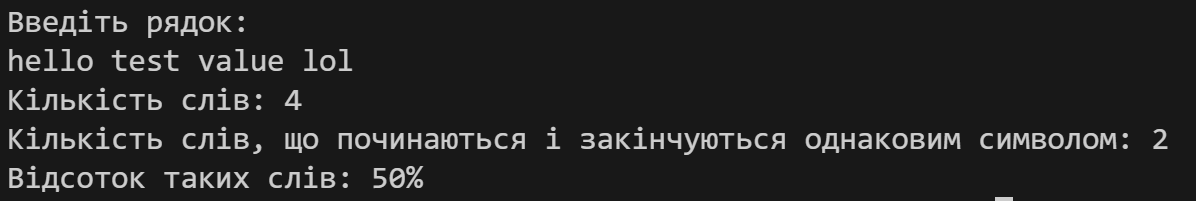 Введіть рядок:
hello test value lol
Кількість слів: 4
Кількість слів, що починаються і закінчуються однаковим символом: 2
Відсоток таких слів: 50%